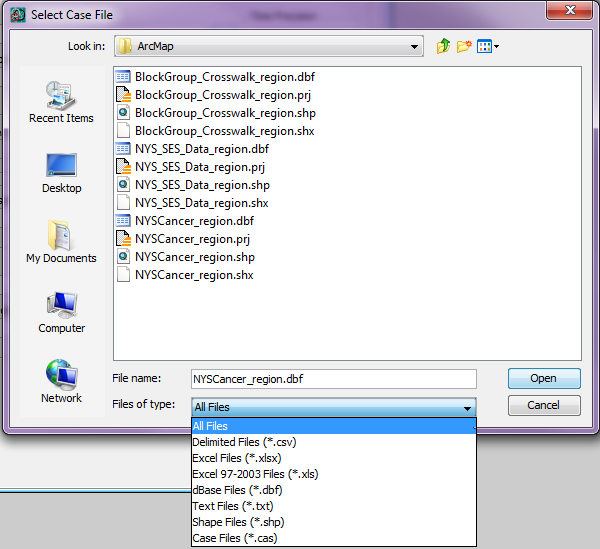 Select Case File
Look in:
ArcMap
Recent Items
Desktop
My Documents
Computer
Network
BlockGroup_Crosswalk_region.dbf
BlockGroup_Crosswalk_region.prj
BlockGroup_Crosswalk_region.shp
BlockGroup_Crosswalk_region.shx
NYS_SES_Data_region.dbf
NYS_SES_Data_region.prj
NYS_SES_Data_region.shp
NYS_SES_Data_region.shx
NYSCancer_region.dbf
NYSCancer_region.prj
NYSCancer_region.shp
NYSCancer_region.shx
File name:
NYSCancer_region.dbf
Open
Files of type:
All Files
Cancel
All Files
Delimited Files (*.csv)
Excel Files (*.xlsx)
Excel 97-2003 Files (*.xls)
dBase Files (*.dbf)
Text Files (*.txt)
Shape Files (*.shp)
Case Files (*.cas)